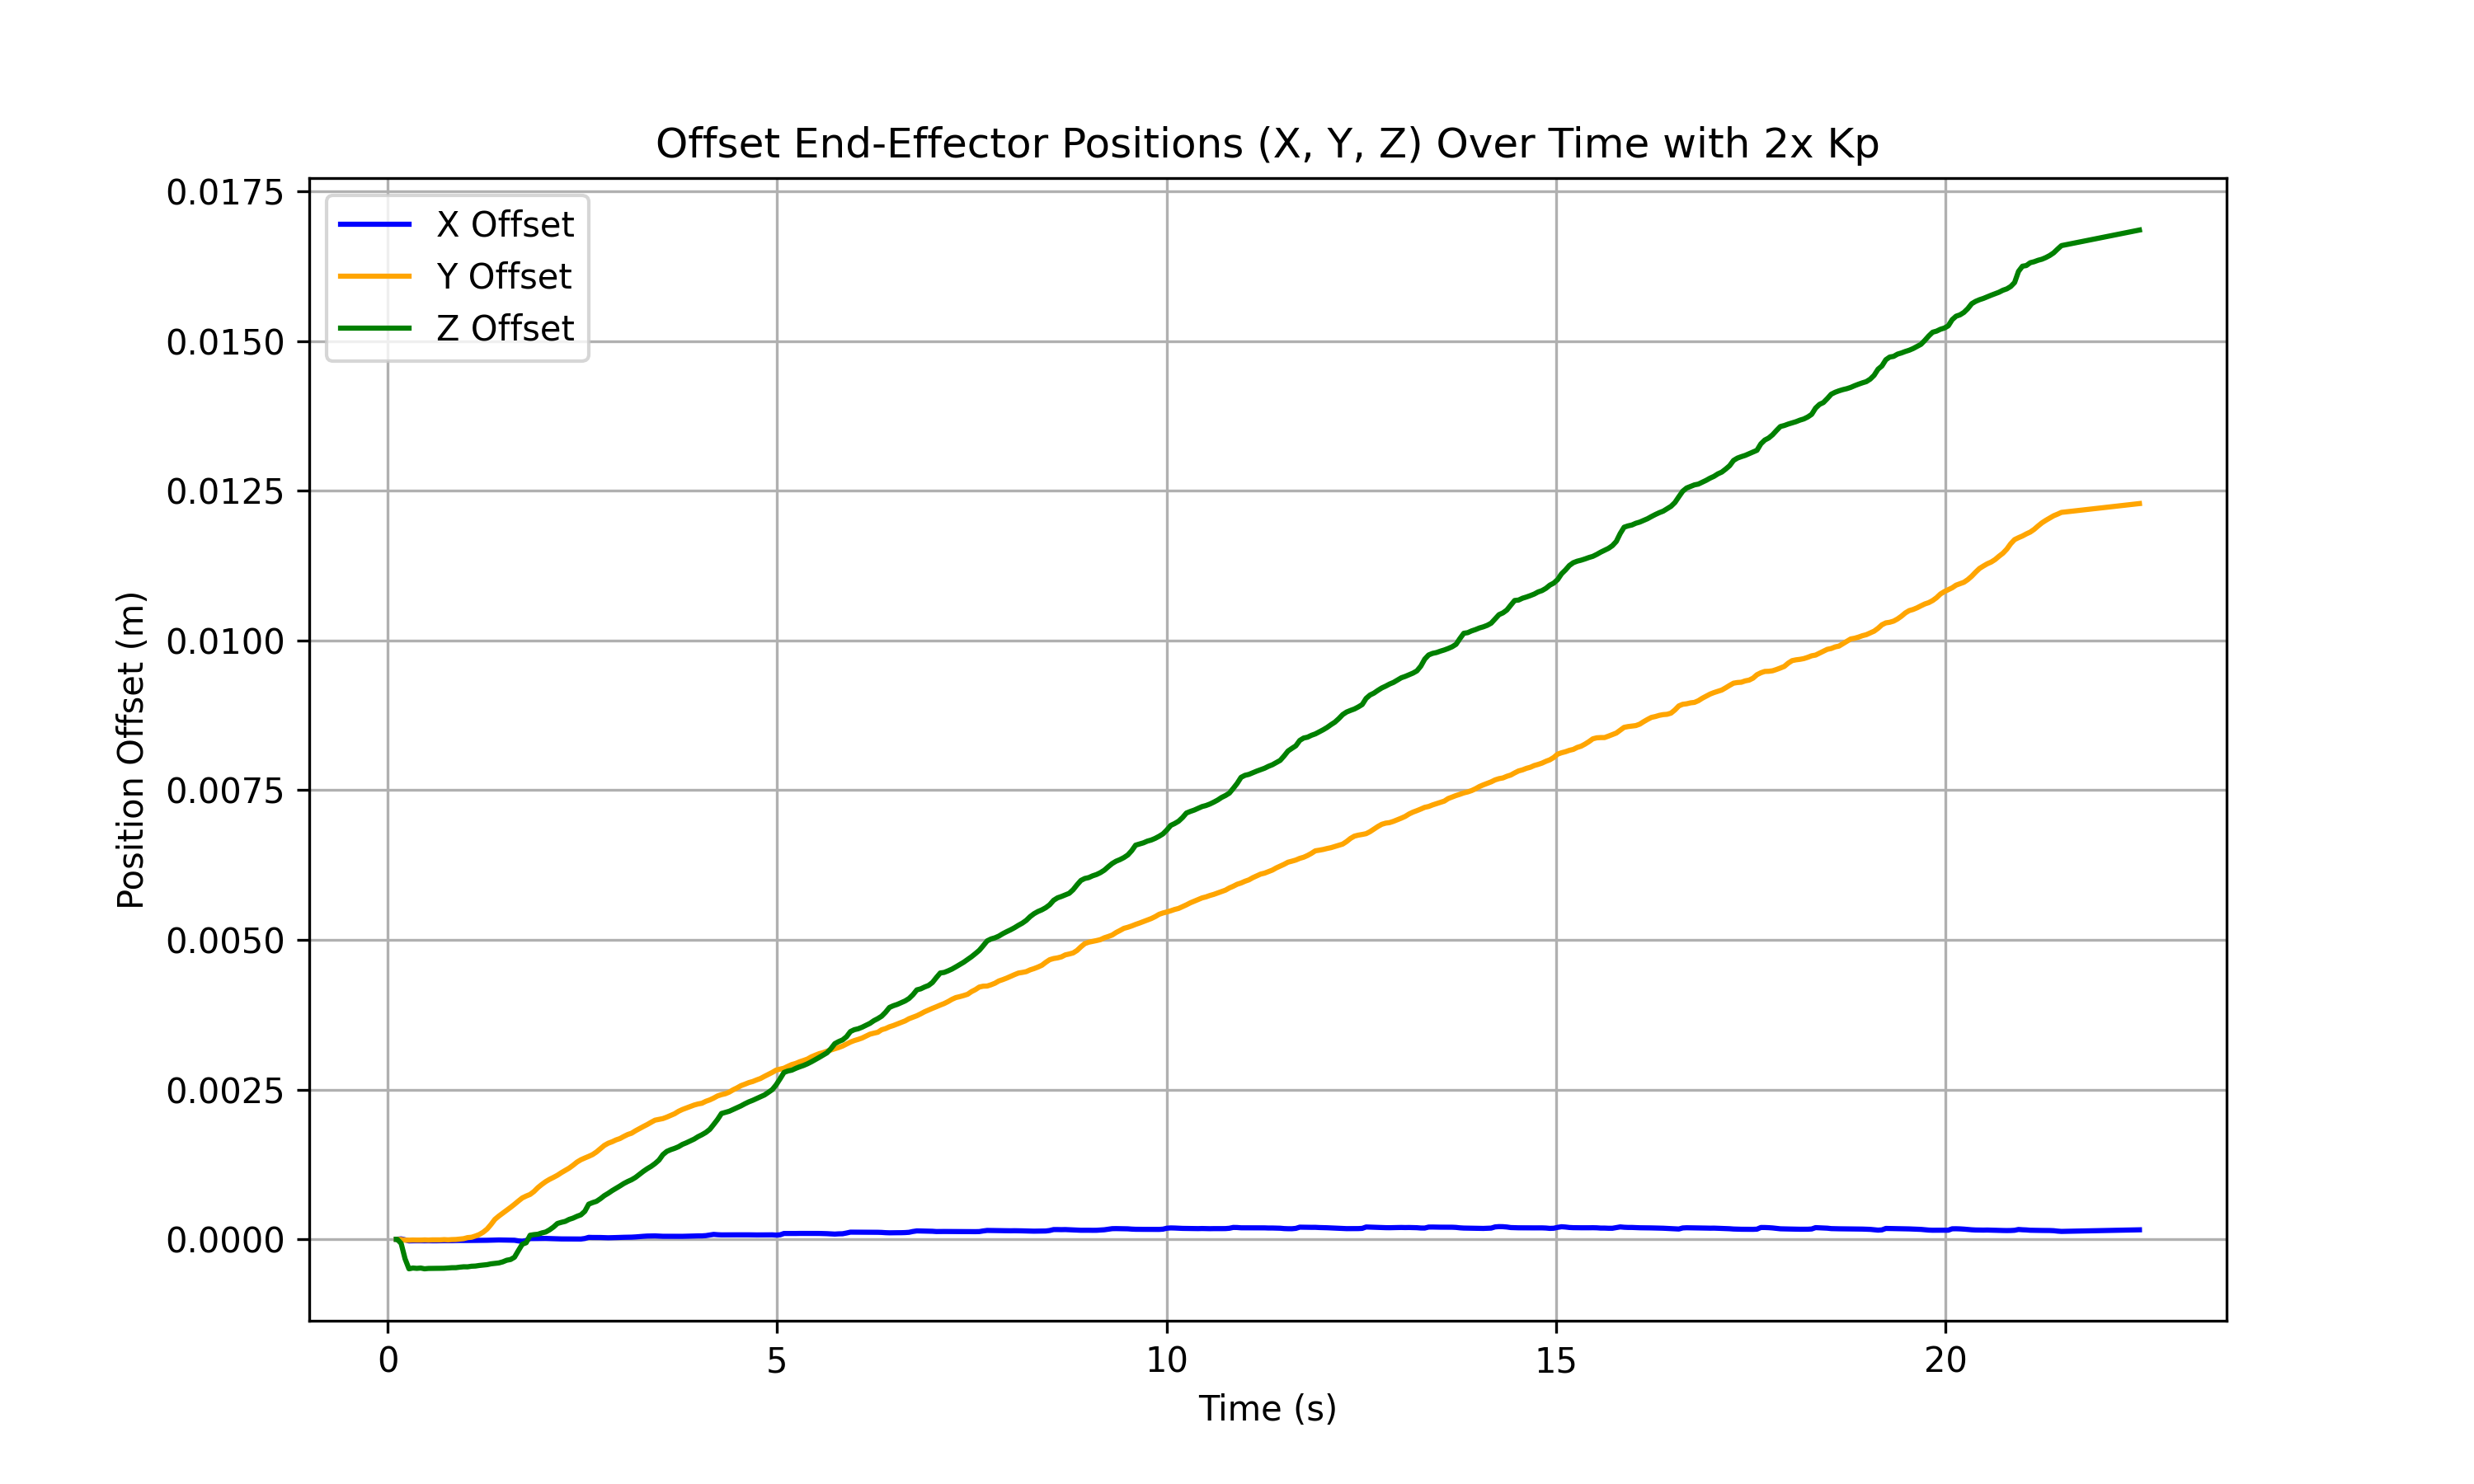 Offset End-Effector Positions (X, Y, Z) Over Time with 2x Kp
X Offset
Y Offset
Z Offset
Position Offset (m)
0.0175
0.0150
0.0125
0.0100
0.0075
0.0050
0.0025
0.0000
0
5
10
15
20
Time (s)